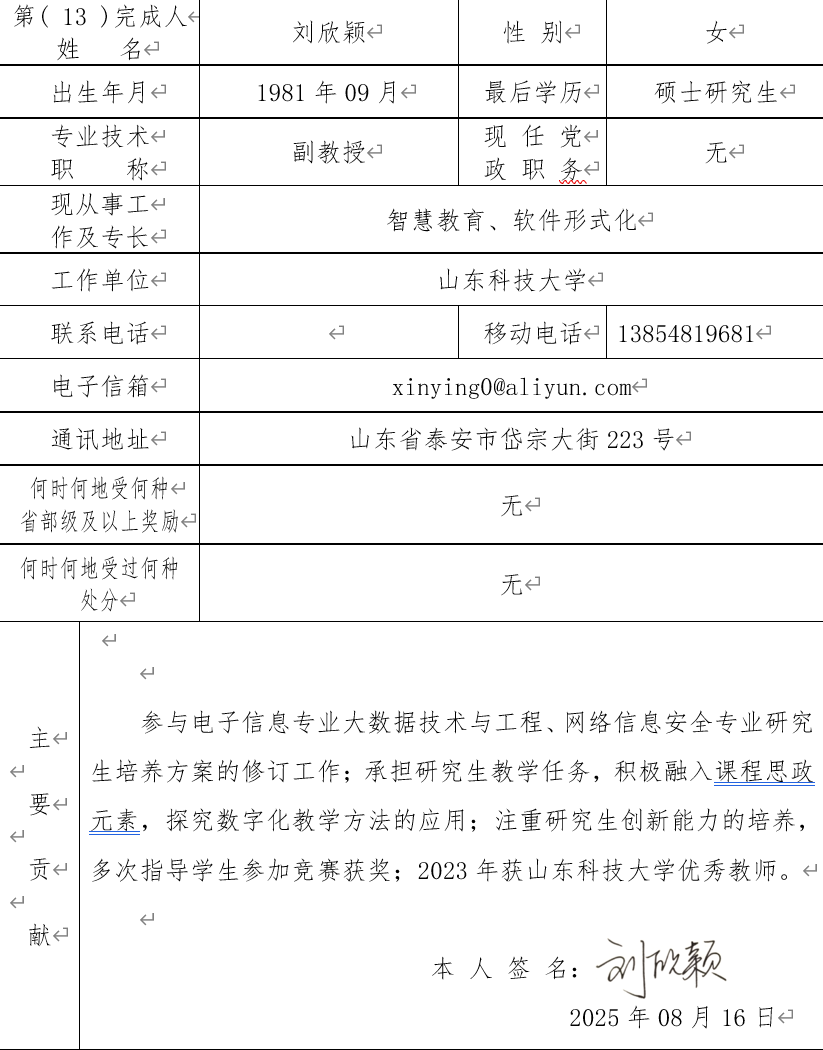 第( 13 )完成人
姓 名
刘欣颖
性 别
女
出生年月
1981 年 09 月
最后学历
硕士研究生
专业技术
职 称
副教授
现 任 党
政 职 务
无
现从事工
作及专长
智慧教育、软件形式化
工作单位
山东科技大学
联系电话
移动电话
13854819681
电子信箱
xinying0@aliyun.com
通讯地址
山东省泰安市岱宗大街 223 号
何时何地受何种
省部级及以上奖励
无
何时何地受过何种
处分
无
主
要
贡
献
参与电子信息专业大数据技术与工程、网络信息安全专业研究
生培养方案的修订工作；承担研究生教学任务，积极融入课程思政
元素，探究数字化教学方法的应用；注重研究生创新能力的培养，
多次指导学生参加竞赛获奖；2023 年获山东科技大学优秀教师。
本 人 签 名：刘欣颖
2025 年 08 月 16 日